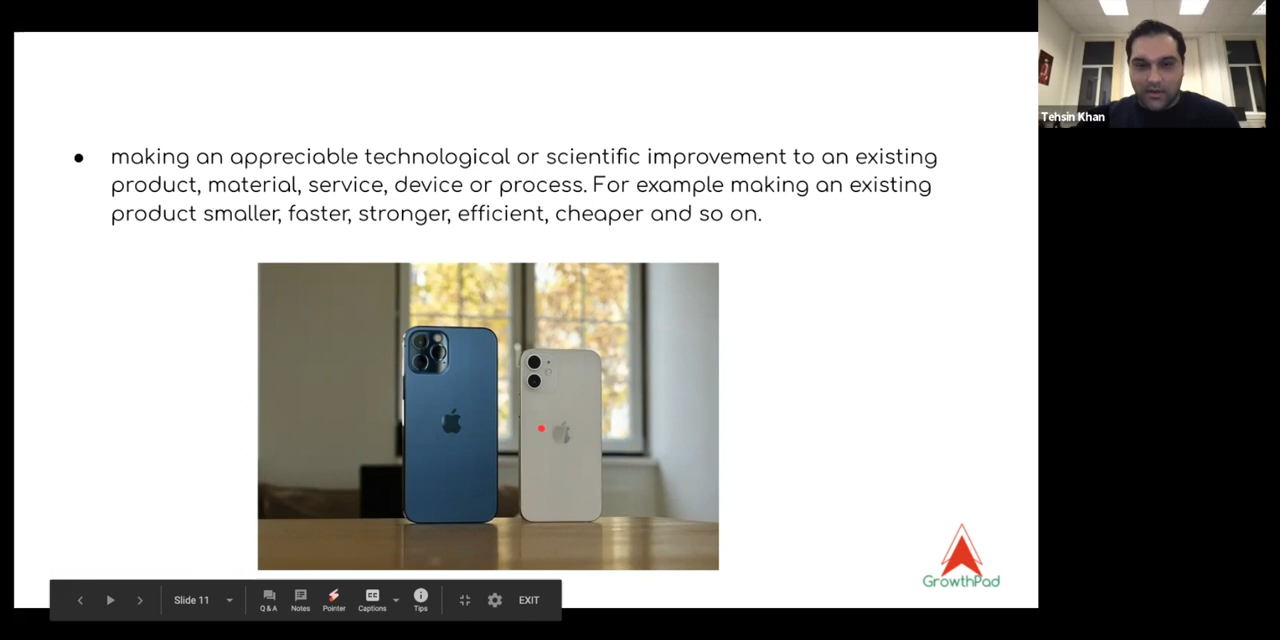 Tehsin Khan
● making an appreciable technological or scientific improvement to an existing
product, material, service, device or process. For example making an existing
product smaller, faster, stronger, efficient, cheaper and so on.
GrowthPad
Slide 11
Q & A
Notes
Pointer
CC
Captions
Tips
EXIT